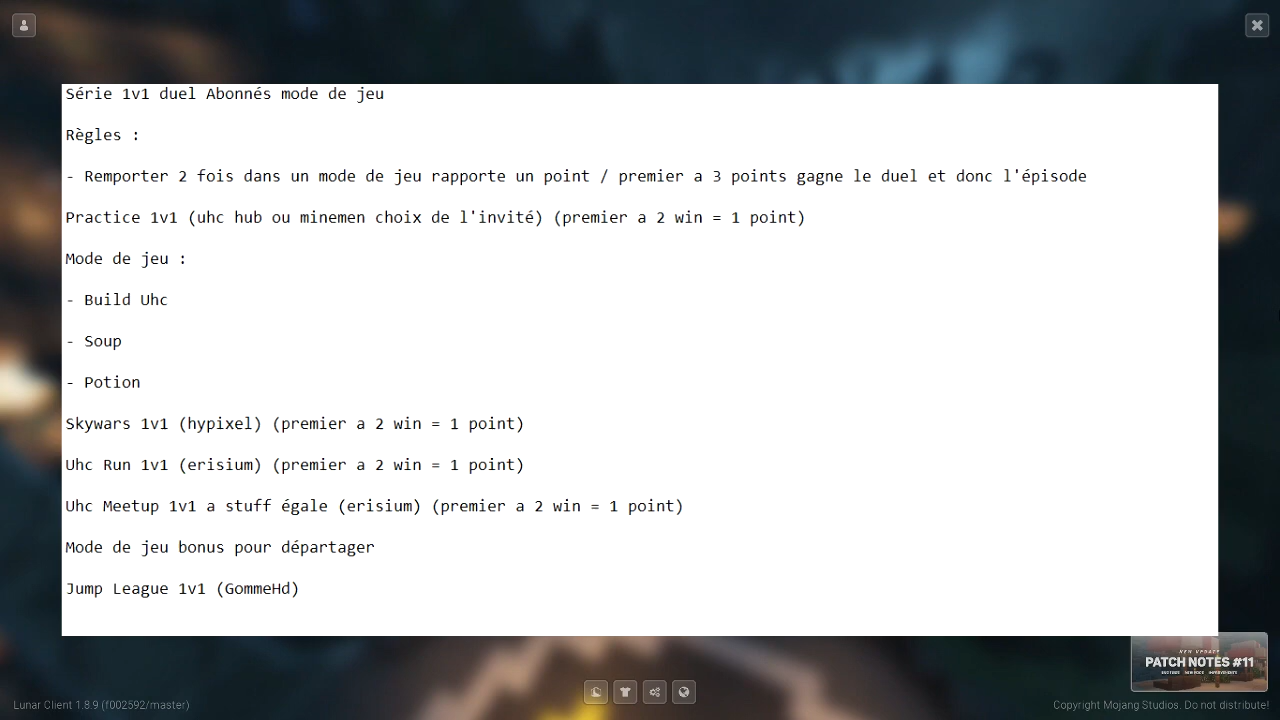 Série 1v1 duel Abonnés mode de jeu
Règles :
- Remporter 2 fois dans un mode de jeu rapporte un point / premier a 3 points gagne le duel et donc l'épisode
Practice 1v1 (uhc hub ou minemen choix de l'invité) (premier a 2 win = 1 point)
Mode de jeu :
- Build Uhc
- Soup
- Potion
Skywars 1v1 (hypixel) (premier a 2 win = 1 point)
Uhc Run 1v1 (erisium) (premier a 2 win = 1 point)
Uhc Meetup 1v1 a stuff égale (erisium) (premier a 2 win = 1 point)
Mode de jeu bonus pour départager
Jump League 1v1 (GommeHd)
NEW UPDATE
PATCH NOTES #11
Lunar Client 1.8.9 (f002592/master)
Copyright Mojang Studios. Do not distribute!